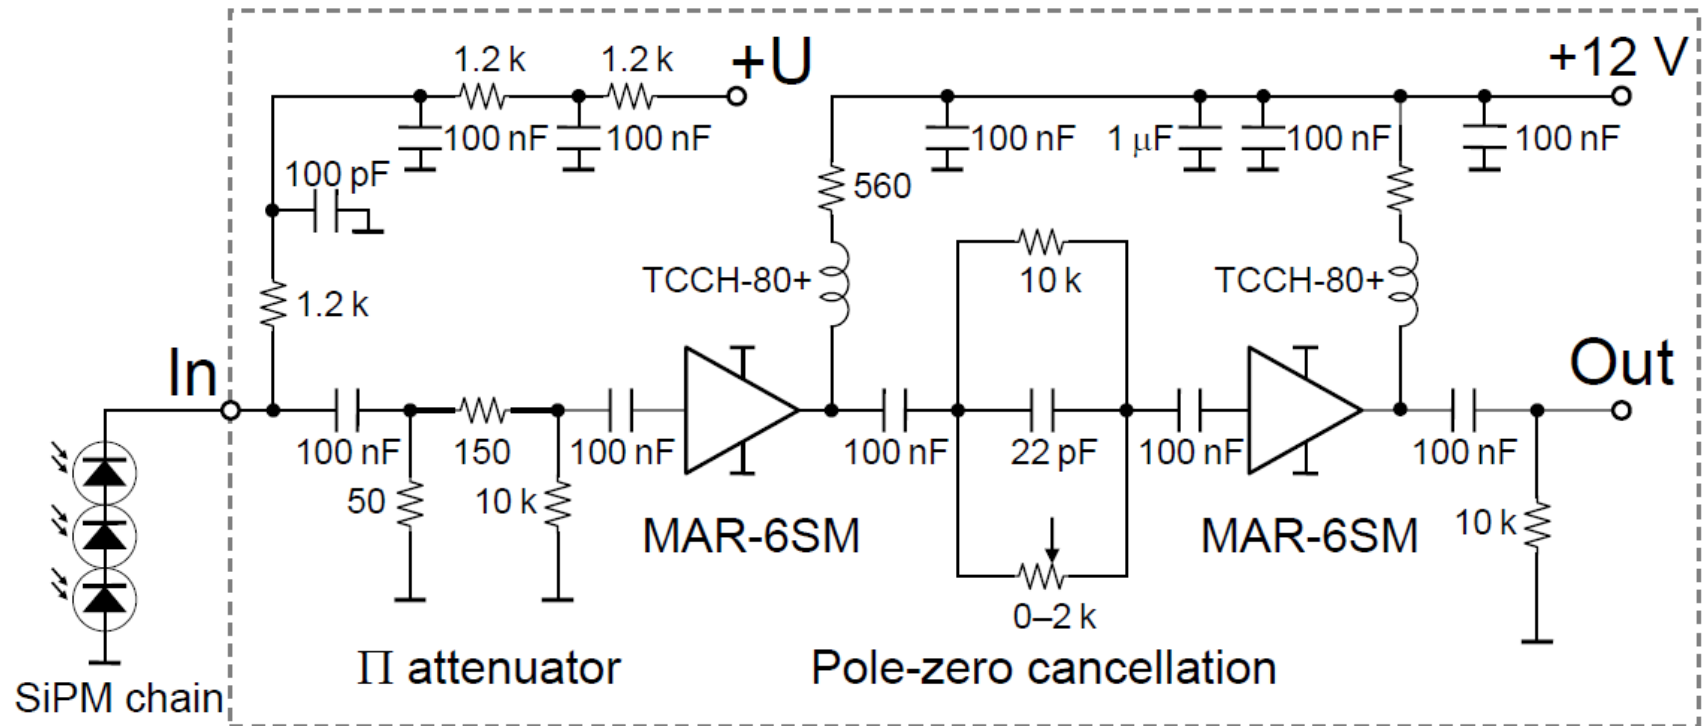 1.2 k
1.2 k
+U
+12 V
100 nF
100 nF
100 nF
1 μF
100 nF
100 nF
100 pF
560
TCCH-80+
10 k
TCCH-80+
1.2 k
In
Out
100 nF
150
100 nF
100 nF
22 pF
100 nF
100 nF
50
10 k
MAR-6SM
MAR-6SM
10 k
0–2 k
Π attenuator
Pole-zero cancellation
SiPM chain